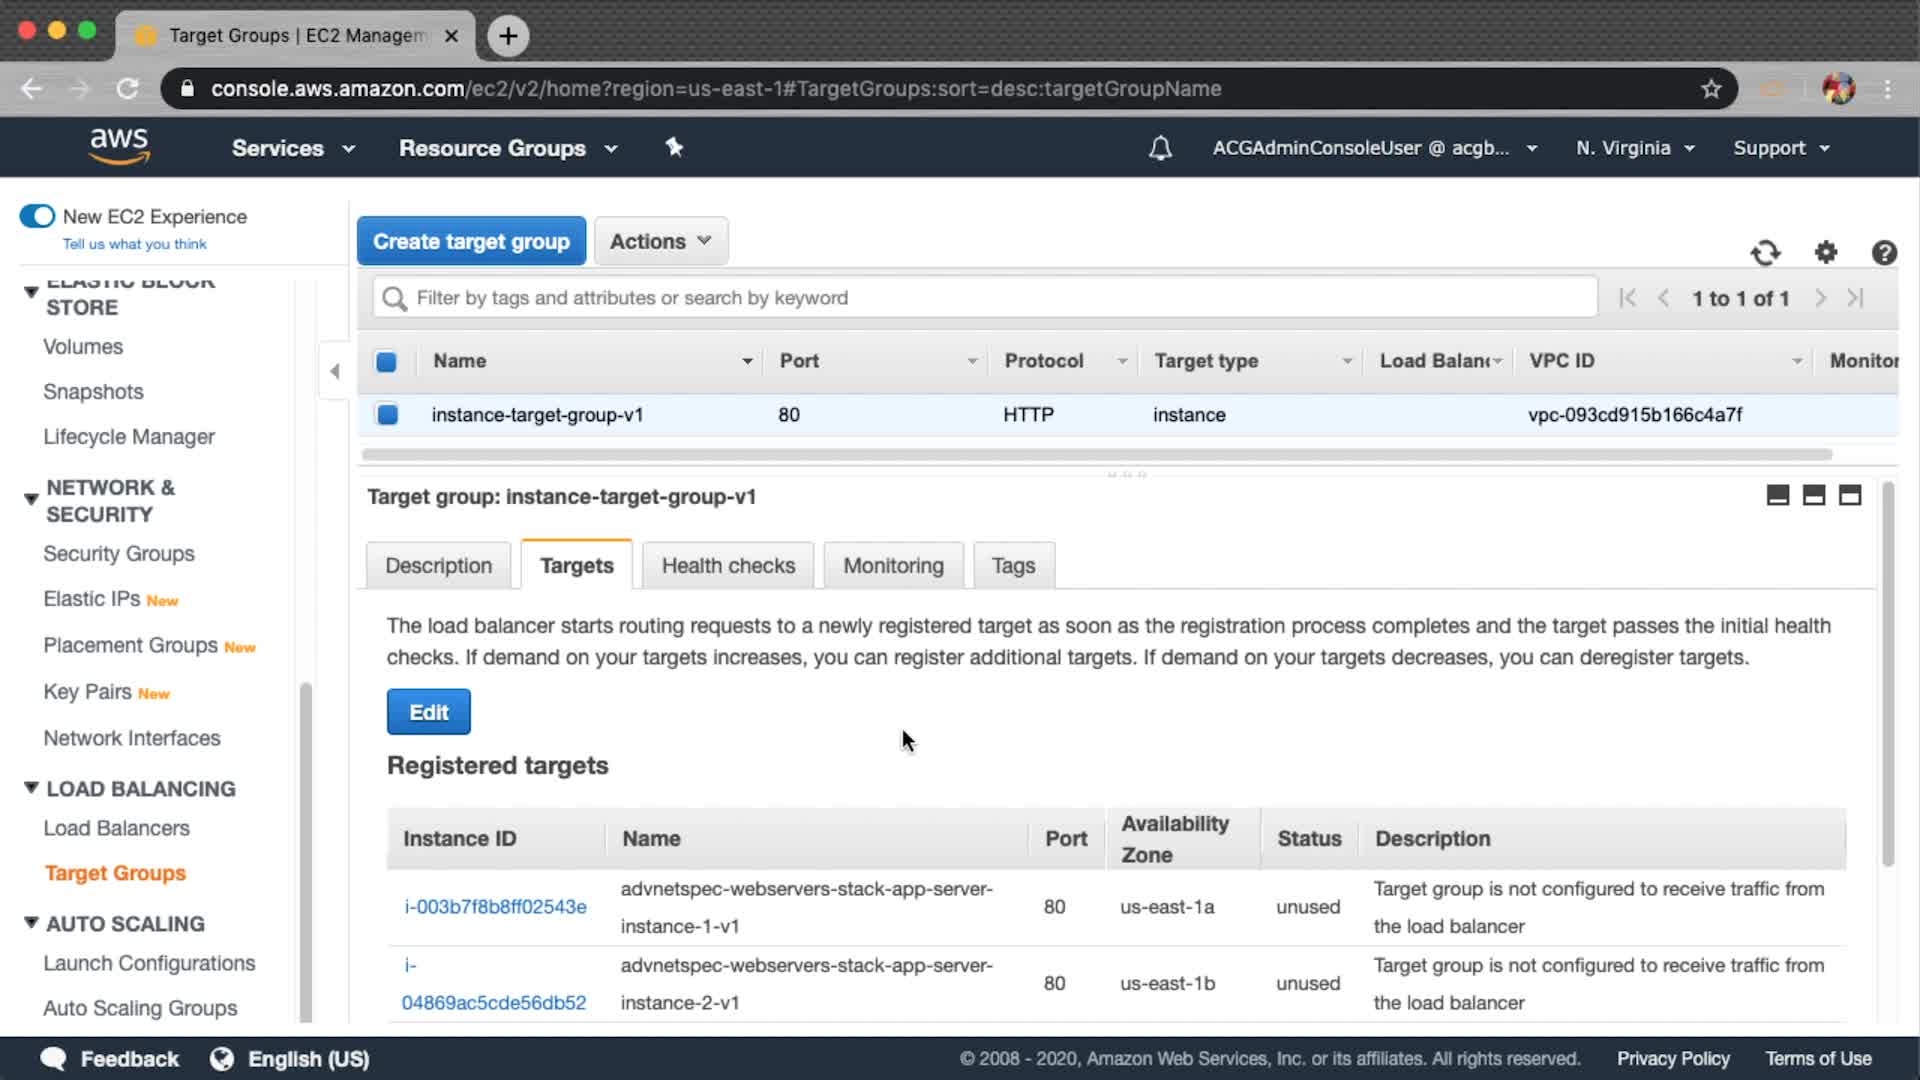 Target Groups | EC2 Managem
console.aws.amazon.com/ec2/v2/home?region=us-east-1#TargetGroups:sort=desc:targetGroupName
aws
Services
Resource Groups
ACGAdminConsoleUser @ acgb...
N. Virginia
Support
New EC2 Experience
Tell us what you think
ELASTIC BLOCK
STORE
Volumes
Snapshots
Lifecycle Manager
NETWORK &
SECURITY
Security Groups
Elastic IPs New
Placement Groups New
Key Pairs New
Network Interfaces
LOAD BALANCING
Load Balancers
Target Groups
AUTO SCALING
Launch Configurations
Auto Scaling Groups
Create target group
Actions
Filter by tags and attributes or search by keyword
1 to 1 of 1
Name Port Protocol Target type Load Balanc VPC ID Monitor
instance-target-group-v1 80 HTTP instance vpc-093cd915b166c4a7f
Target group: instance-target-group-v1
Description Targets Health checks Monitoring Tags
The load balancer starts routing requests to a newly registered target as soon as the registration process completes and the target passes the initial health
checks. If demand on your targets increases, you can register additional targets. If demand on your targets decreases, you can deregister targets.
Edit
Registered targets
Instance ID Name Port Availability Zone Status Description
i-003b7f8b8ff02543e advnetspec-webservers-stack-app-server-instance-1-v1 80 us-east-1a unused Target group is not configured to receive traffic from the load balancer
i-04869ac5cde56db52 advnetspec-webservers-stack-app-server-instance-2-v1 80 us-east-1b unused Target group is not configured to receive traffic from the load balancer
Feedback
English (US)
© 2008 - 2020, Amazon Web Services, Inc. or its affiliates. All rights reserved.
Privacy Policy
Terms of Use